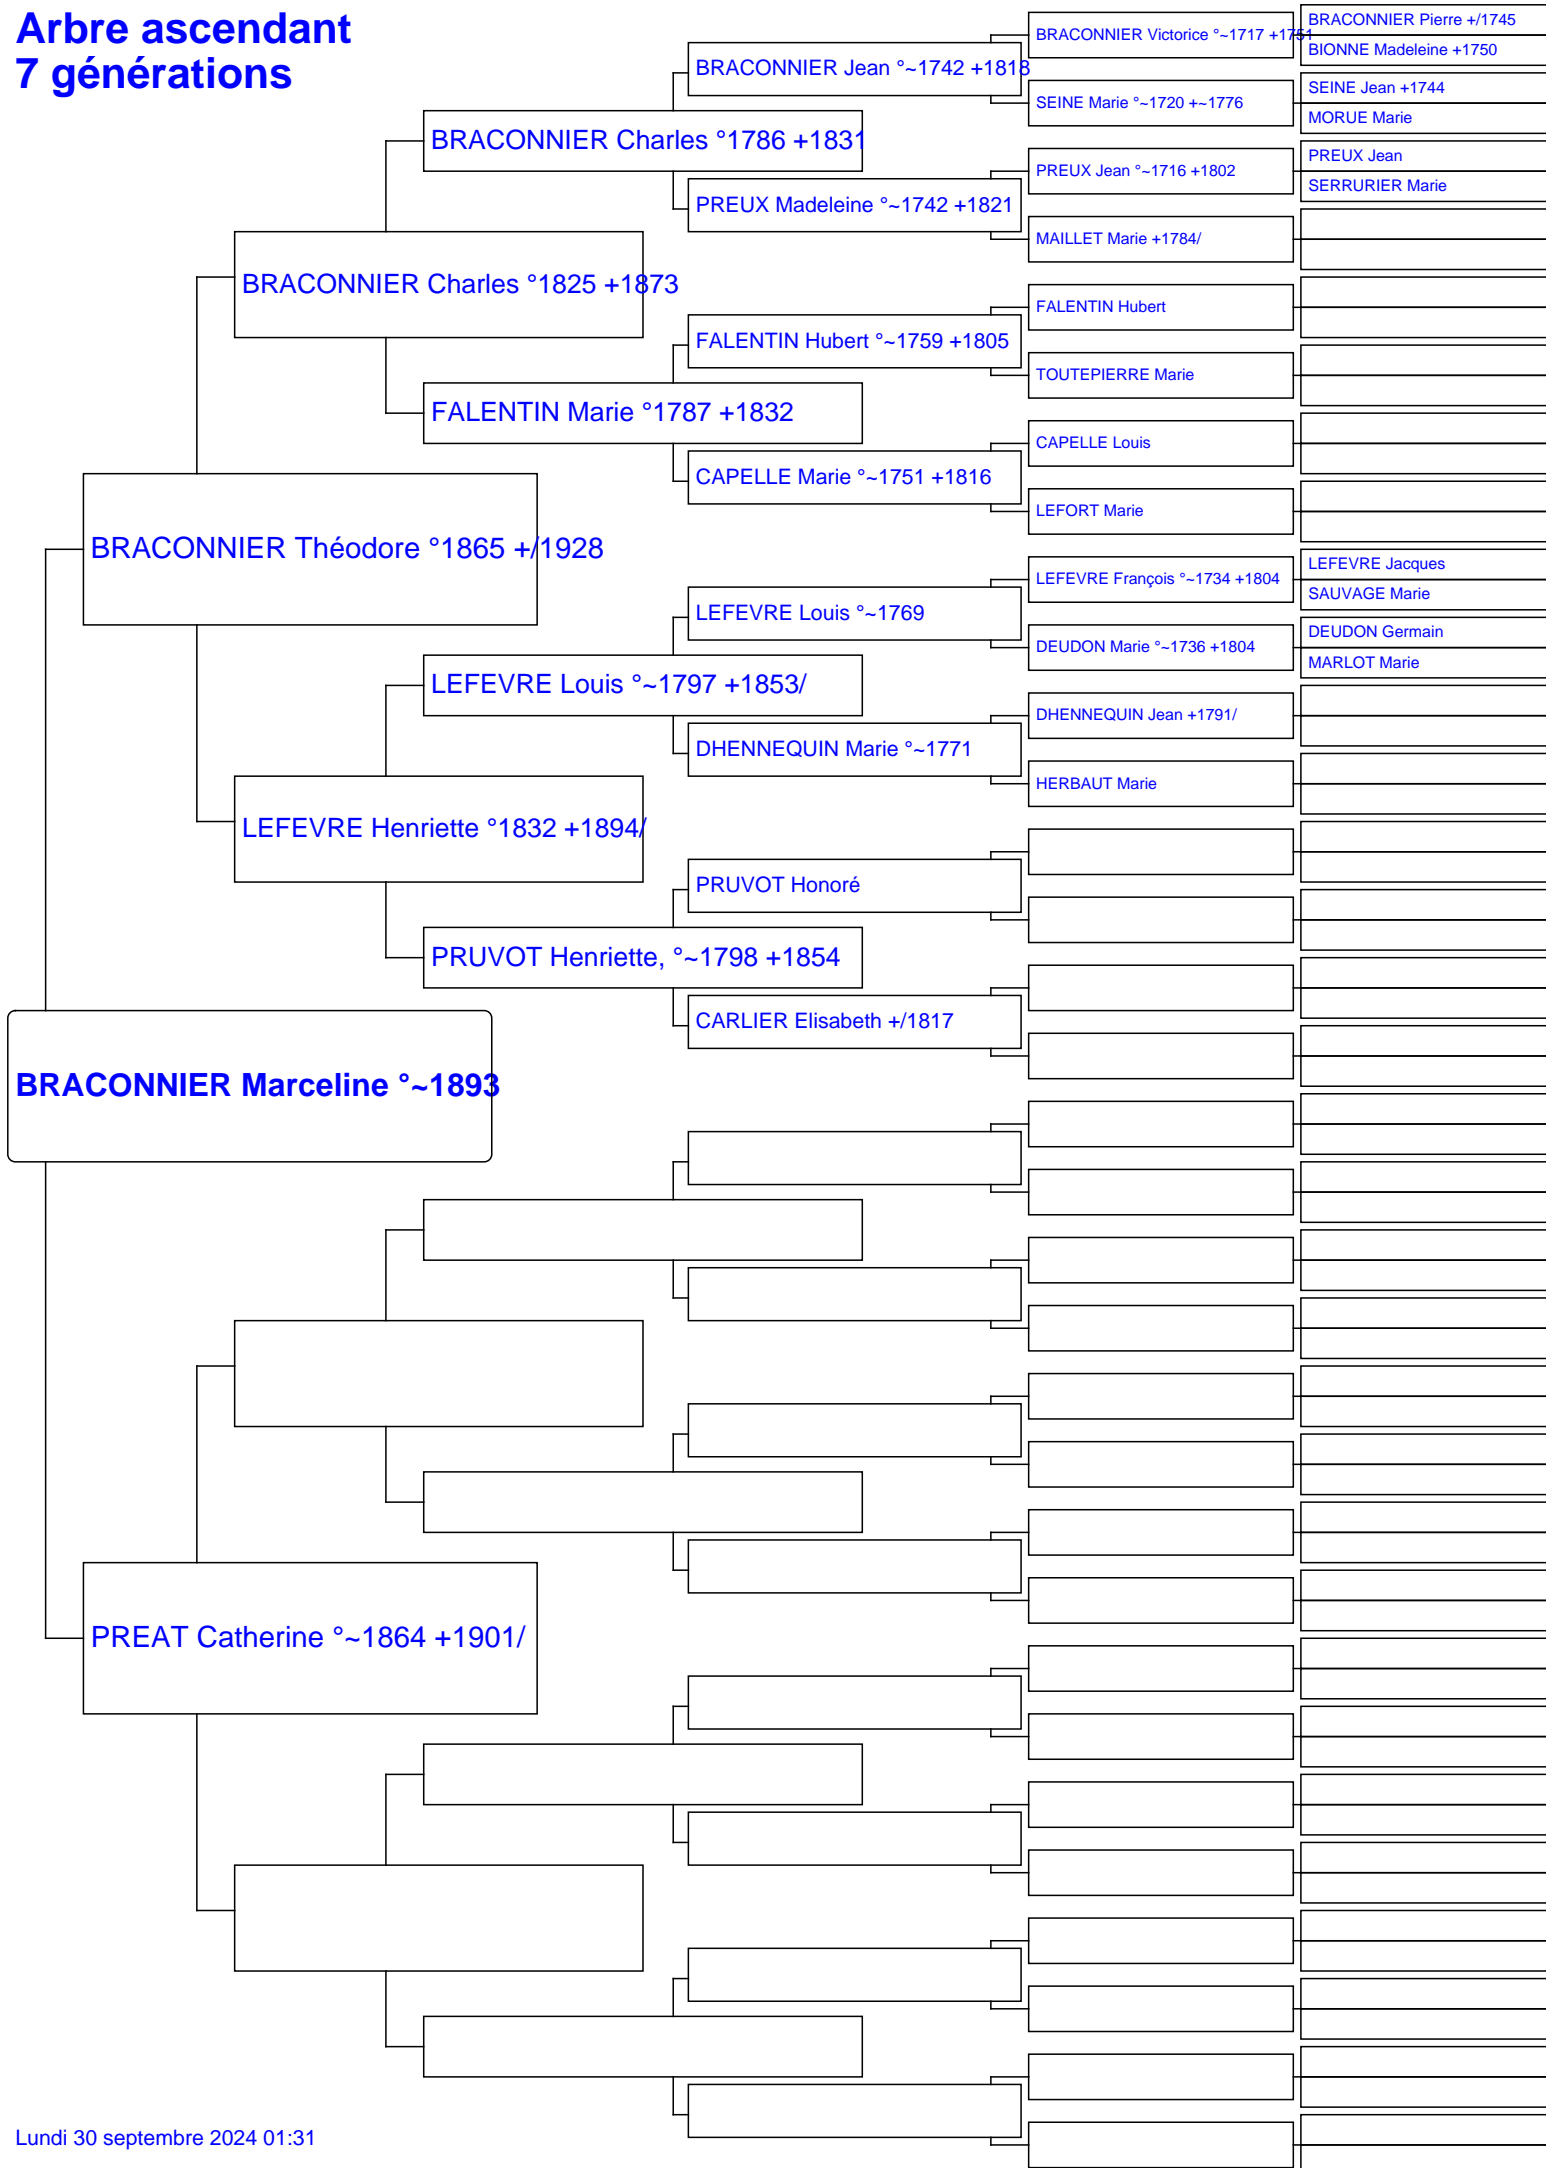 Arbre ascendant
7 générations
BRACONNIER Victorice °~1717 +1751
BRACONNIER Pierre +/1745
BIONNE Madeleine +1750
BRACONNIER Jean °~1742 +1818
SEINE Marie °~1720 +~1776
SEINE Jean +1744
MORUE Marie
BRACONNIER Charles °1786 +1831
PREUX Jean °~1716 +1802
PREUX Jean
SERRURIER Marie
PREUX Madeleine °~1742 +1821
MAILLET Marie +1784/
BRACONNIER Charles °1825 +1873
FALENTIN Hubert
FALENTIN Hubert °~1759 +1805
TOUTEPIERRE Marie
FALENTIN Marie °1787 +1832
CAPELLE Louis
CAPELLE Marie °~1751 +1816
LEFORT Marie
BRACONNIER Théodore °1865 +/1928
LEFEVRE François °~1734 +1804
LEFEVRE Jacques
SAUVAGE Marie
LEFEVRE Louis °~1769
DEUDON Marie °~1736 +1804
DEUDON Germain
MARLOT Marie
LEFEVRE Louis °~1797 +1853/
DHENNEQUIN Jean +1791/
DHENNEQUIN Marie °~1771
HERBAUT Marie
LEFEVRE Henriette °1832 +1894/
PRUVOT Honoré
PRUVOT Henriette, °~1798 +1854
CARLIER Elisabeth +/1817
BRACONNIER Marceline °~1893
PREAT Catherine °~1864 +1901/
Lundi 30 septembre 2024 01:31